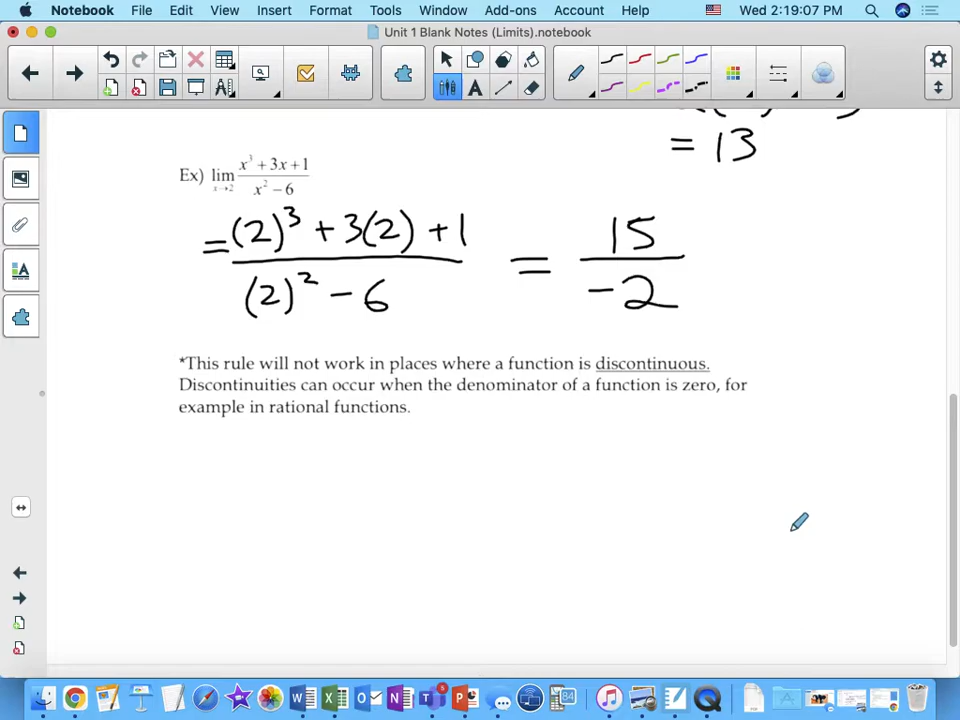 Notebook File Edit View Insert Format Tools Window Add-ons Account Help Wed 2:19:07 PM
Unit 1 Blank Notes (Limits).notebook
= 13
Ex) lim x→2 x³ + 3x + 1 / x² − 6
= (2)³ + 3(2) + 1 / (2)² − 6 = 15 / −2
*This rule will not work in places where a function is discontinuous.
Discontinuities can occur when the denominator of a function is zero, for
example in rational functions.